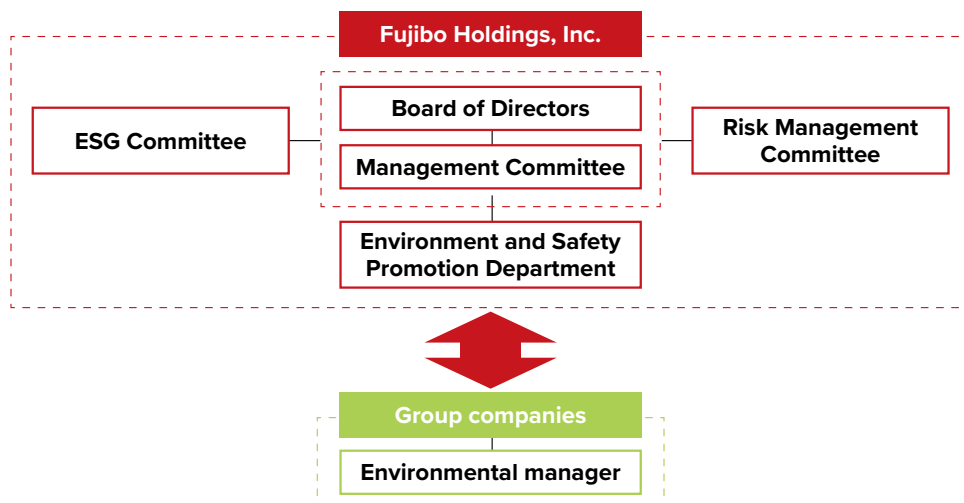 Fujibo Holdings, Inc.
Board of Directors
ESG Committee
Management Committee
Risk Management
Committee
Environment and Safety
Promotion Department
Group companies
Environmental manager